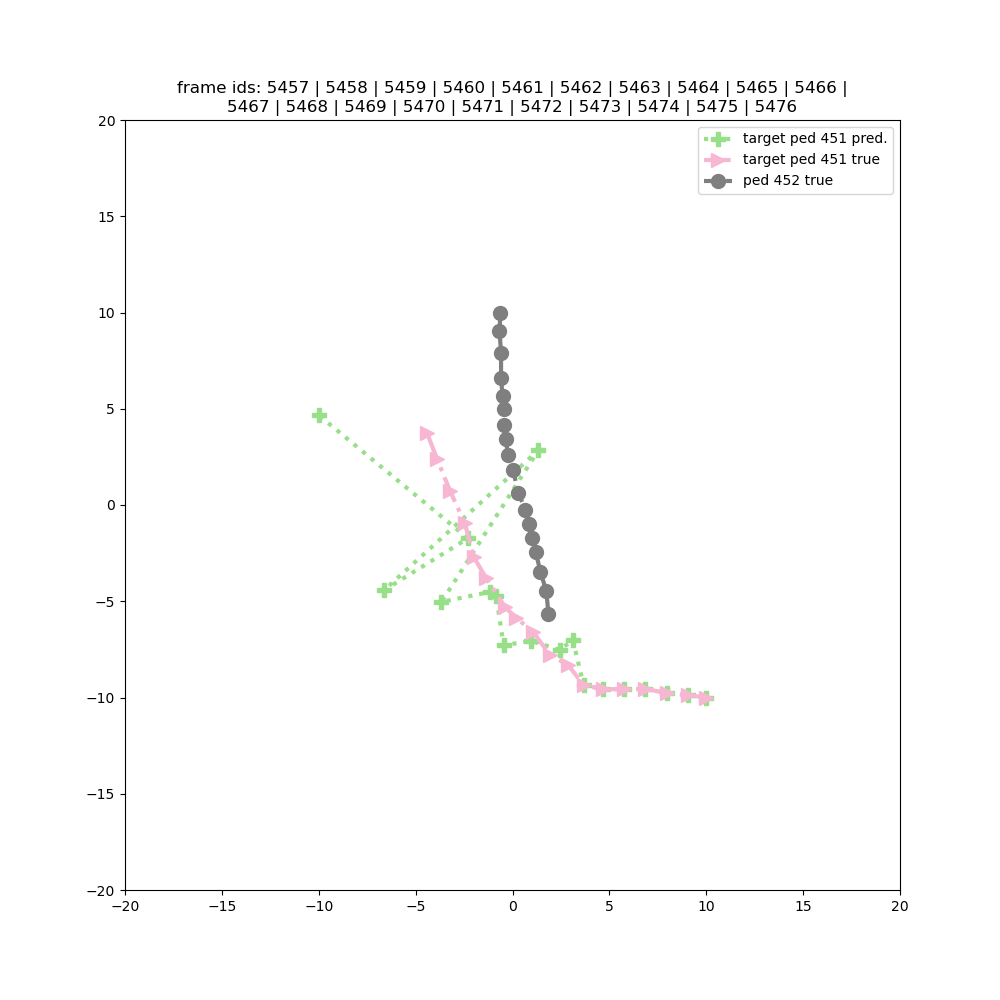 frame ids: 5457 | 5458 | 5459 | 5460 | 5461 | 5462 | 5463 | 5464 | 5465 | 5466 |
5467 | 5468 | 5469 | 5470 | 5471 | 5472 | 5473 | 5474 | 5475 | 5476
target ped 451 pred.
target ped 451 true
ped 452 true
20
15
10
5
0
−5
−10
−15
−20
−20 −15 −10 −5 0 5 10 15 20